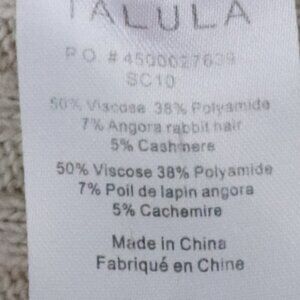 TALULA
P.O. # 4500027639
SC10
50% Viscose 38% Polyamide
7% Angora rabbit hair
5% Cashmere
50% Viscose 38% Polyamide
7% Poil de lapin angora
5% Cachemire
Made in China
Fabriqué en Chine